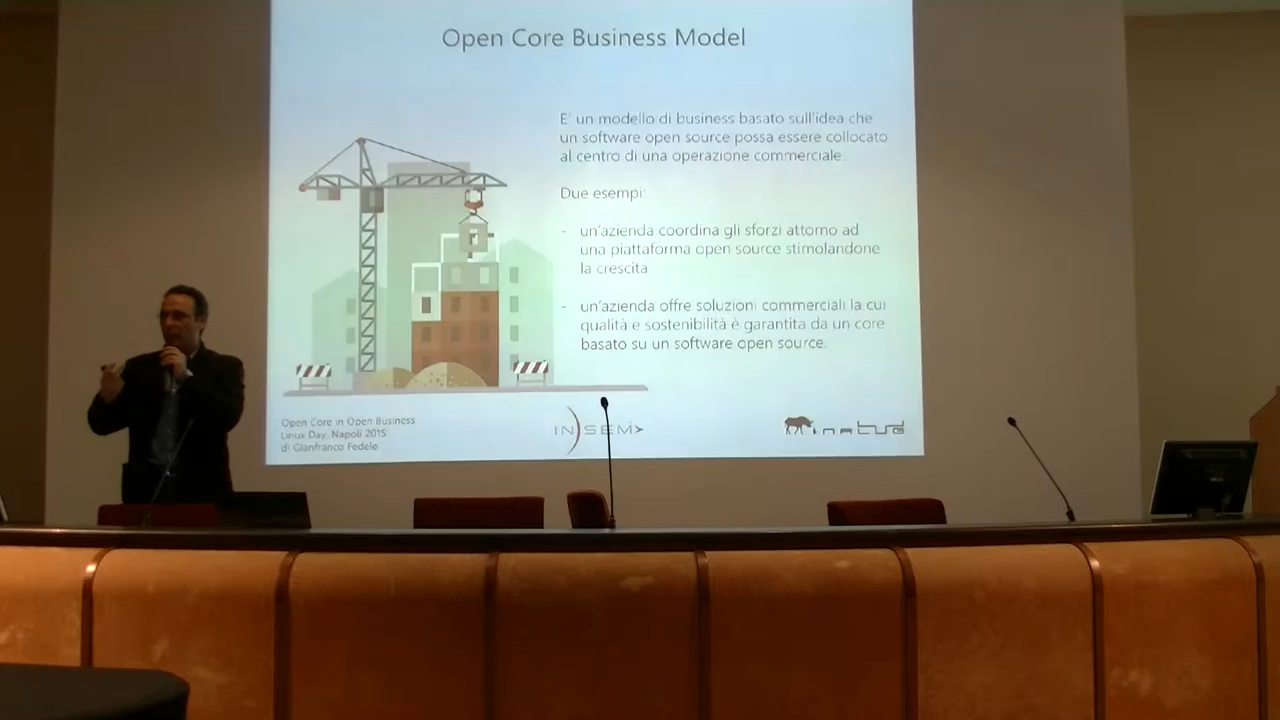 Open Core Business Model
E' un modello di business basato sull'idea che
un software open source possa essere collocato
al centro di una operazione commerciale.
Due esempi:
- un'azienda coordina gli sforzi attorno ad
una piattaforma open source stimolandone
la crescita
- un'azienda offre soluzioni commerciali la cui
qualità e sostenibilità è garantita da un core
basato su un software open source.
Open Core in Open Business
Linux Day, Napoli 2015
di Gianfranco Fedele
IN SEM